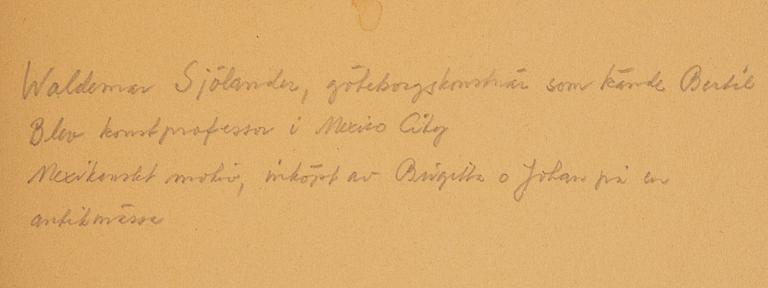 Waldemar Sjölander, göteborgskonstnär som kände Bertil
Blev konstprofessor i Mexico City
Mexikanskt motiv, inköpt av Birgitta o Johan på en
antikmässa